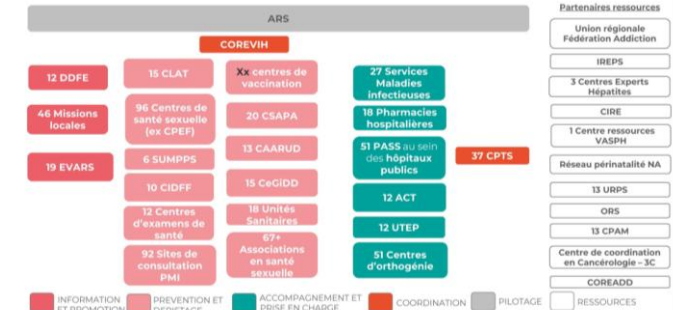 Partenaires ressources
ARS
COREVIH
Union régionale
Fédération Addiction
IREPS
3 Centres Experts
Hépatites
CIRE
1 Centre ressources
VASPH
Réseau périnatalité NA
13 URPS
ORS
13 CPAM
Centre de coordination
en Cancérologie - 3C
COREADD
12 DDFE
46 Missions
locales
19 EVARS
15 CLAT
96 Centres de
santé sexuelle
(ex CPEF)
6 SUMPPS
10 CIDFF
12 Centres
d'examens de
santé
92 Sites de
consultation
PMI
Xx centres de
vaccination
20 CSAPA
13 CAARUD
15 CeGIDD
18 Unités
Sanitaires
67+
Associations
en santé
sexuelle
27 Services
Maladies
infectieuses
18 Pharmacies
hospitalières
51 PASS au sein
des hôpitaux
publics
12 ACT
12 UTEP
51 Centres
d'orthogénie
37 CPTS
INFORMATION
ET PROMOTION
PREVENTION ET
DEPISTAGE
ACCOMPAGNEMENT ET
PRISE EN CHARGE
COORDINATION
PILOTAGE
RESSOURCES